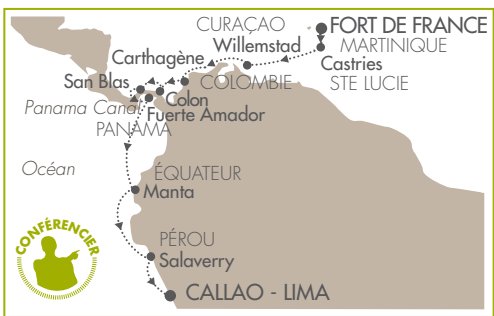 CURAÇAO
FORT DE FRANCE
Willemstad
MARTINIQUE
Carthagène
Castries
San Blas
COLOMBIE
STE LUCIE
Colon
Panama Canal
Fuerte Amador
PANAMA
Océan
ÉQUATEUR
Manta
CONFÉRENCIER
PÉROU
Salaverry
CALLAO - LIMA